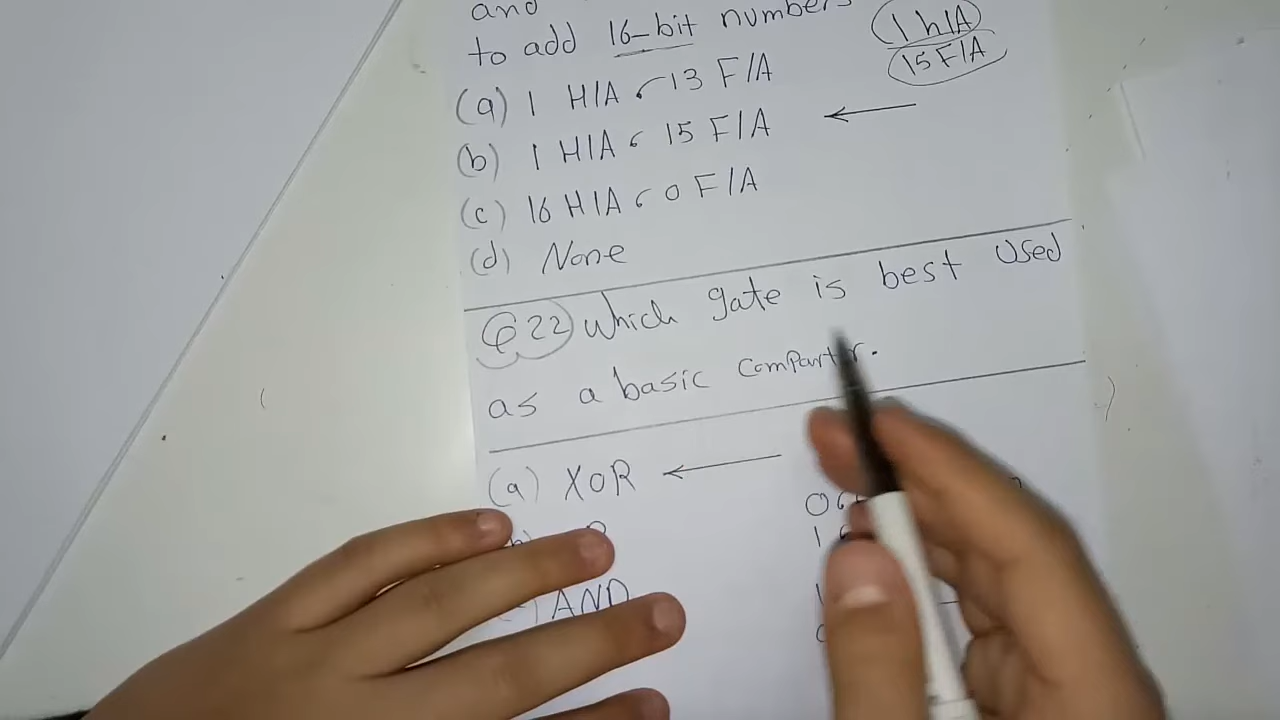 and
to add 16-bit numbers
1 h/A
15 F/A
(a) 1 H/A , 13 F/A
(b) 1 H/A , 15 F/A
(c) 16 H/A , 0 F/A
(d) None
Q22) which gate is best used
as a basic
(a) XOR
AND